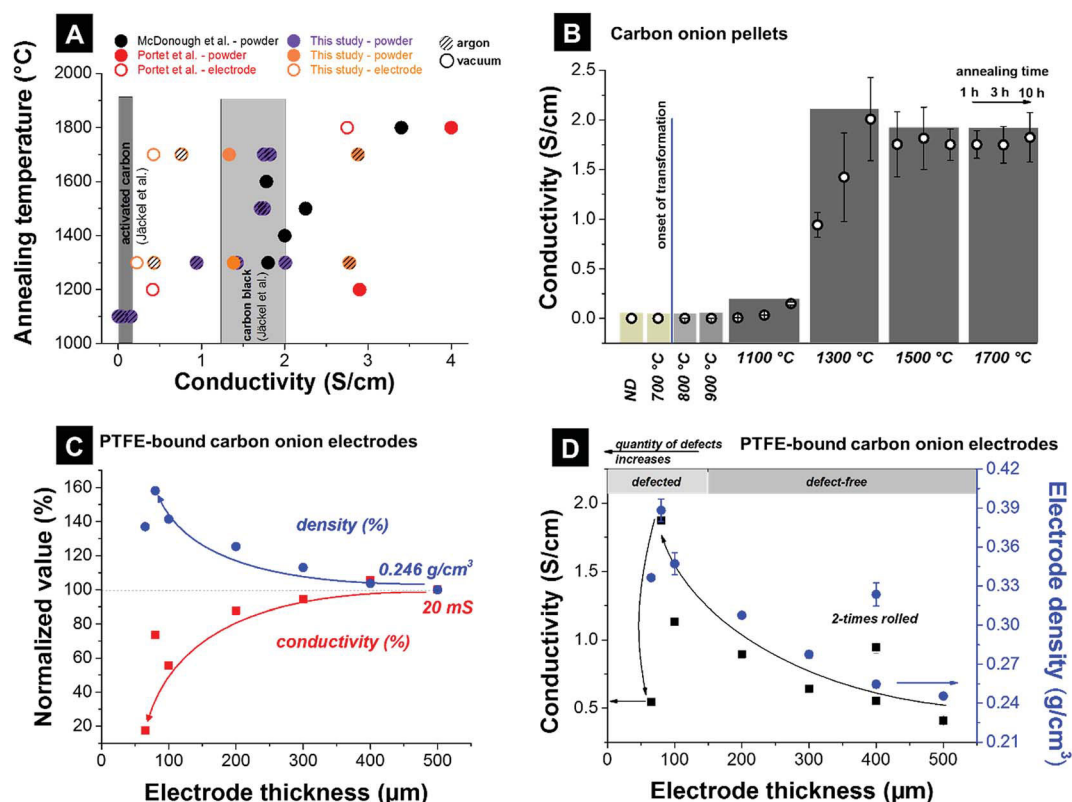 A
McDonough et al. - powder
This study - powder
argon
Portet et al. - powder
This study - powder
vacuum
Portet et al. - electrode
This study - electrode
Annealing temperature (°C)
2000
1800
1600
1400
1200
1000
activated carbon
(Jäckel et al.)
carbon black
(Jäckel et al.)
0
1
2
3
4
Conductivity (S/cm)
B
Carbon onion pellets
Conductivity (S/cm)
2.5
2.0
1.5
1.0
0.5
0.0
annealing time
1 h 3 h 10 h
onset of transformation
ND
700 °C
800 °C
900 °C
1100 °C
1300 °C
1500 °C
1700 °C
C
PTFE-bound carbon onion electrodes
Normalized value (%)
160
140
120
100
80
60
40
20
density (%)
0.246 g/cm³
20 mS
conductivity (%)
0
100
200
300
400
500
Electrode thickness (µm)
D
quantity of defects
increases
PTFE-bound carbon onion electrodes
defected
defect-free
Conductivity (S/cm)
2.0
1.5
1.0
0.5
2-times rolled
0.42
0.39
0.36
0.33
0.30
0.27
0.24
0.21
Electrode density (g/cm³)
0
100
200
300
400
500
Electrode thickness (µm)